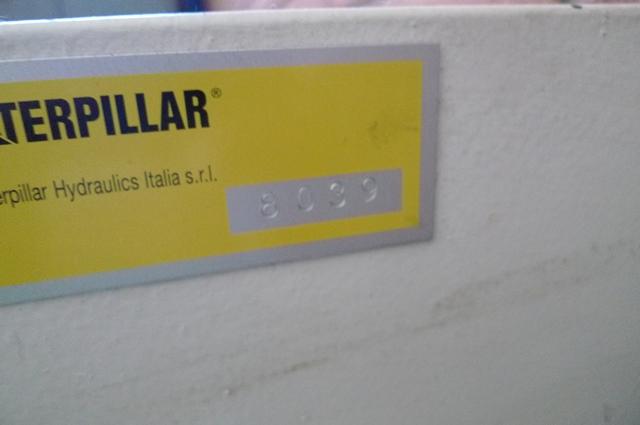 TERPILLAR®
erpillar Hydraulics Italia s.r.l.
8039